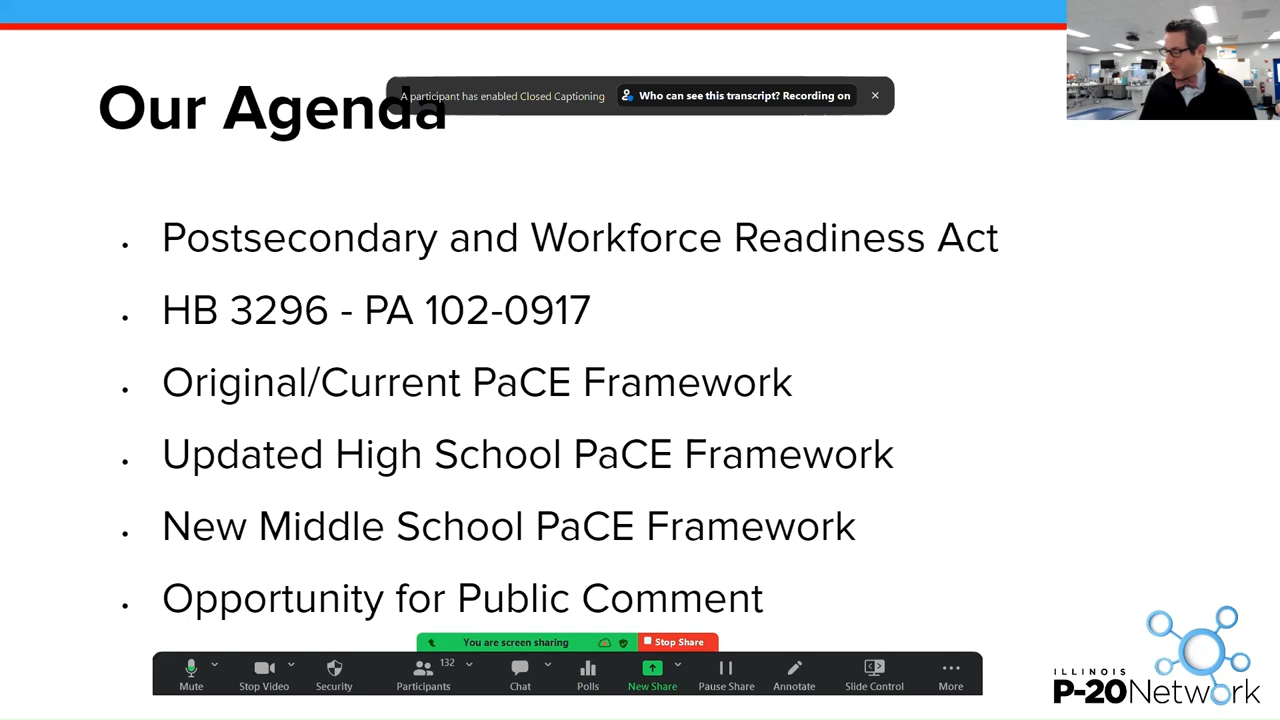 Our Agenda
A participant has enabled Closed Captioning
Who can see this transcript? Recording on
Postsecondary and Workforce Readiness Act
HB 3296 - PA 102-0917
Original/Current PaCE Framework
Updated High School PaCE Framework
New Middle School PaCE Framework
Opportunity for Public Comment
You are screen sharing
Stop Share
Mute
Stop Video
Security
Participants
132
Chat
Polls
New Share
Pause Share
Annotate
Slide Control
More
ILLINOIS
P-20Network